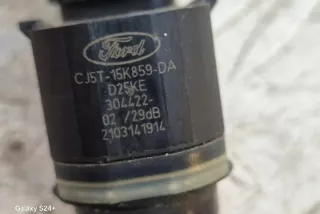 Ford
CJ5T-15K859-DA
D25KE
304422-
02 /29dB
2103141914
Galaxy S24+